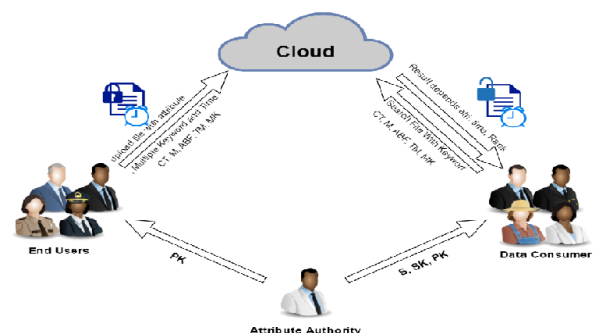 Cloud
Upload file with attribute
, Multiple Keyword and Time
CT, M, ABF, TM, MK
Result depends attr, time, Rank
Search File With Keyword
CT, M, ABF, TM, MK
End Users
Data Consumer
PK
S, SK, PK
Attribute Authority